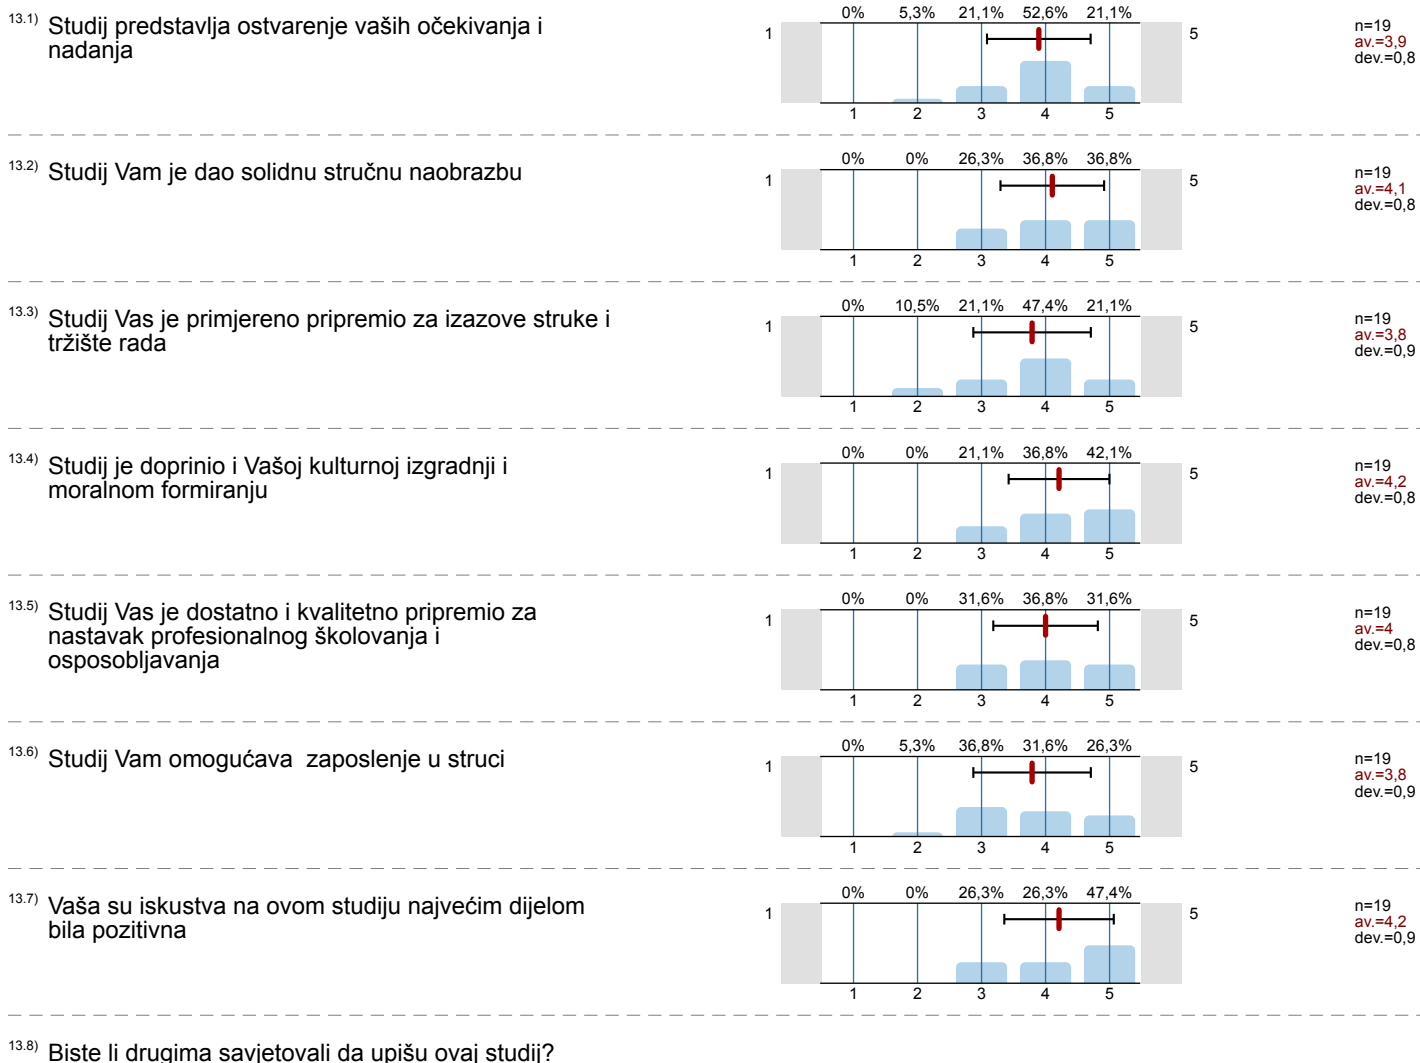 13.1) Studij predstavlja ostvarenje vaših očekivanja i
nadanja
0% 5,3% 21,1% 52,6% 21,1%
1 5
1 2 3 4 5
n=19
av.=3,9
dev.=0,8
13.2) Studij Vam je dao solidnu stručnu naobrazbu
0% 0% 26,3% 36,8% 36,8%
1 5
1 2 3 4 5
n=19
av.=4,1
dev.=0,8
13.3) Studij Vas je primjereno pripremio za izazove struke i
tržište rada
0% 10,5% 21,1% 47,4% 21,1%
1 5
1 2 3 4 5
n=19
av.=3,8
dev.=0,9
13.4) Studij je doprinio i Vašoj kulturnoj izgradnji i
moralnom formiranju
0% 0% 21,1% 36,8% 42,1%
1 5
1 2 3 4 5
n=19
av.=4,2
dev.=0,8
13.5) Studij Vas je dostatno i kvalitetno pripremio za
nastavak profesionalnog školovanja i
osposobljavanja
0% 0% 31,6% 36,8% 31,6%
1 5
1 2 3 4 5
n=19
av.=4
dev.=0,8
13.6) Studij Vam omogućava  zaposlenje u struci
0% 5,3% 36,8% 31,6% 26,3%
1 5
1 2 3 4 5
n=19
av.=3,8
dev.=0,9
13.7) Vaša su iskustva na ovom studiju najvećim dijelom
bila pozitivna
0% 0% 26,3% 26,3% 47,4%
1 5
1 2 3 4 5
n=19
av.=4,2
dev.=0,9
13.8) Biste li drugima savjetovali da upišu ovaj studij?